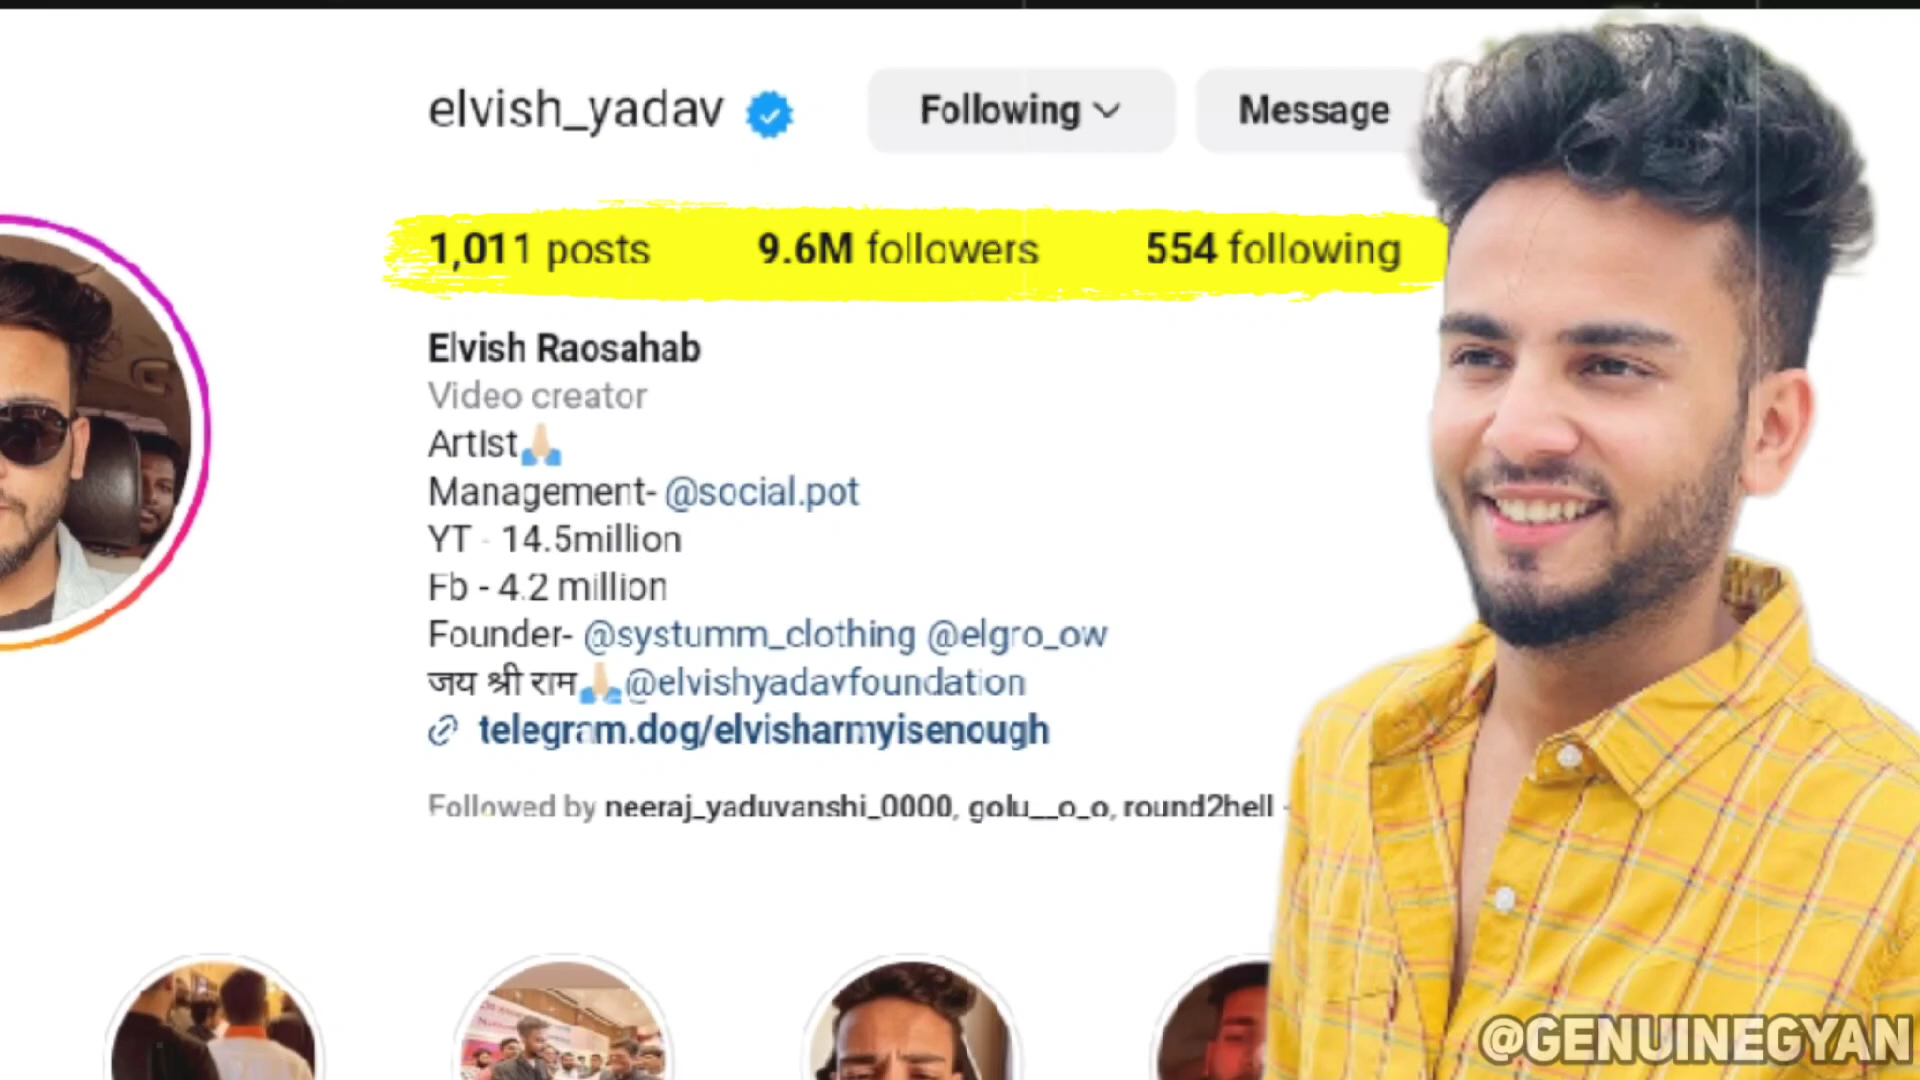 elvish_yadav Following Message
1,011 posts 9.6M followers 554 following
Elvish Raosahab
Video creator
ArtIst🙏🏻
Management- @social.pot
YT - 14.5million
Fb - 4.2 million
Founder- @systumm_clothing @elgro_ow
जय श्री राम🙏🏻@elvishyadavfoundation
telegram.dog/elvisharmyisenough
Followed by neeraj_yaduvanshi_0000, golu__o_o, round2hell
@GENUINEGYAN